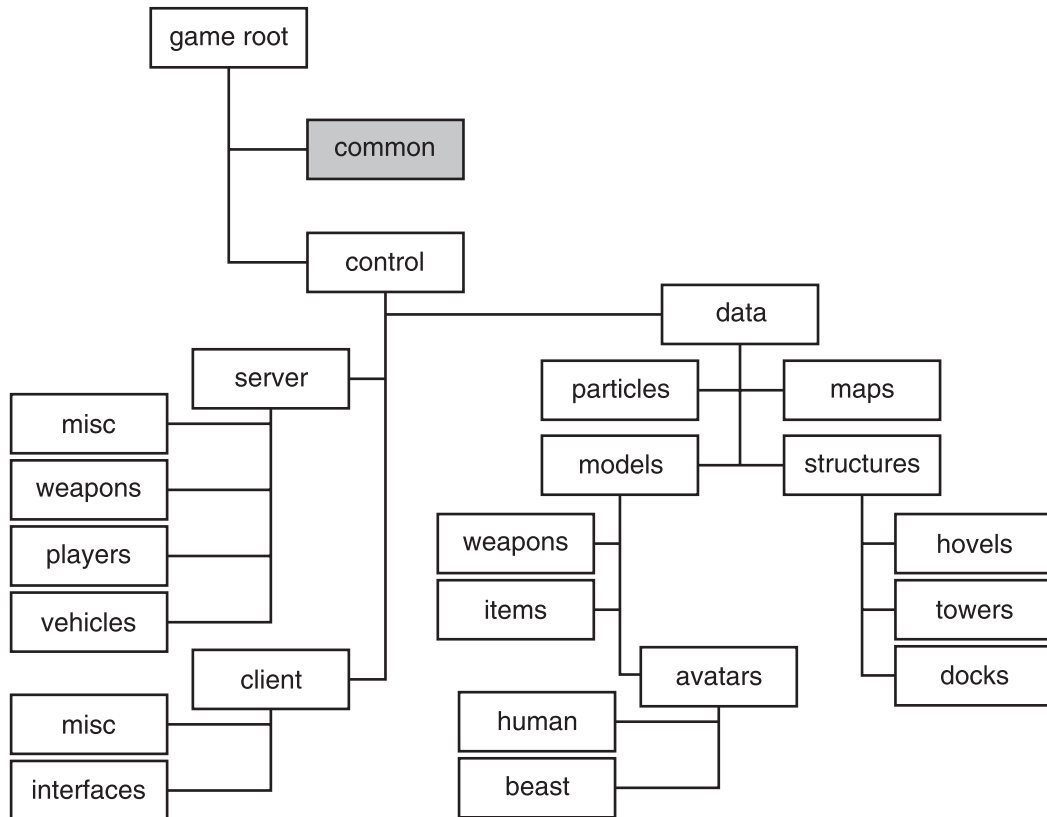 game root
common
control
data
server
particles
maps
misc
models
structures
weapons
weapons
hovels
players
items
towers
vehicles
client
avatars
docks
misc
human
interfaces
beast